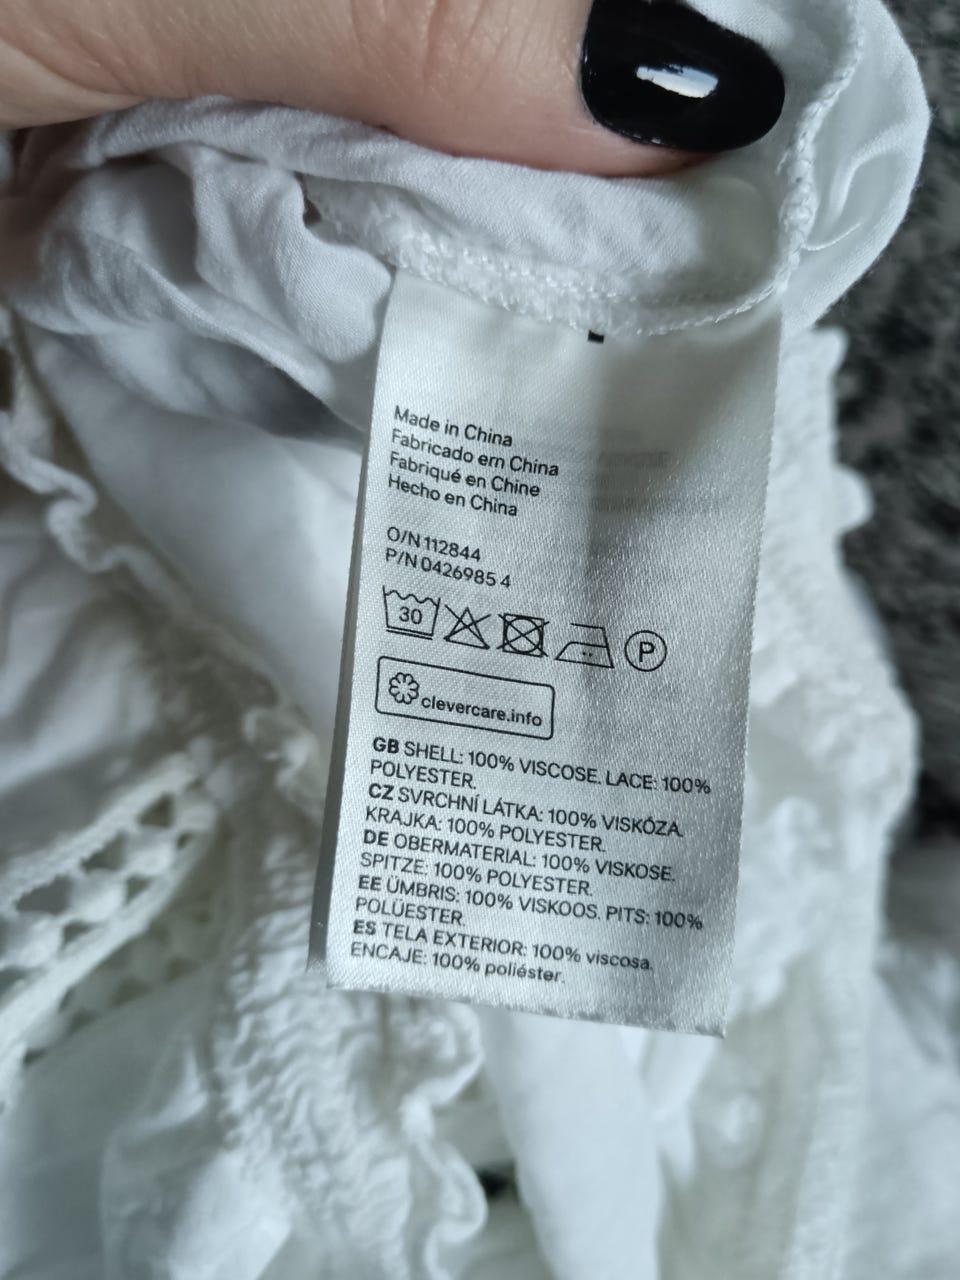 Made in China
Fabricado em China
Fabriqué en Chine
Hecho en China
O/N 112844
P/N 0426985 4
30
P
clevercare.info
GB SHELL: 100% VISCOSE. LACE: 100%
POLYESTER.
CZ SVRCHNÍ LÁTKA: 100% VISKÓZA.
KRAJKA: 100% POLYESTER.
DE OBERMATERIAL: 100% VISKOSE.
SPITZE: 100% POLYESTER.
EE ÜMBRIS: 100% VISKOOS. PITS: 100%
POLÜESTER.
ES TELA EXTERIOR: 100% viscosa.
ENCAJE: 100% poliéster.